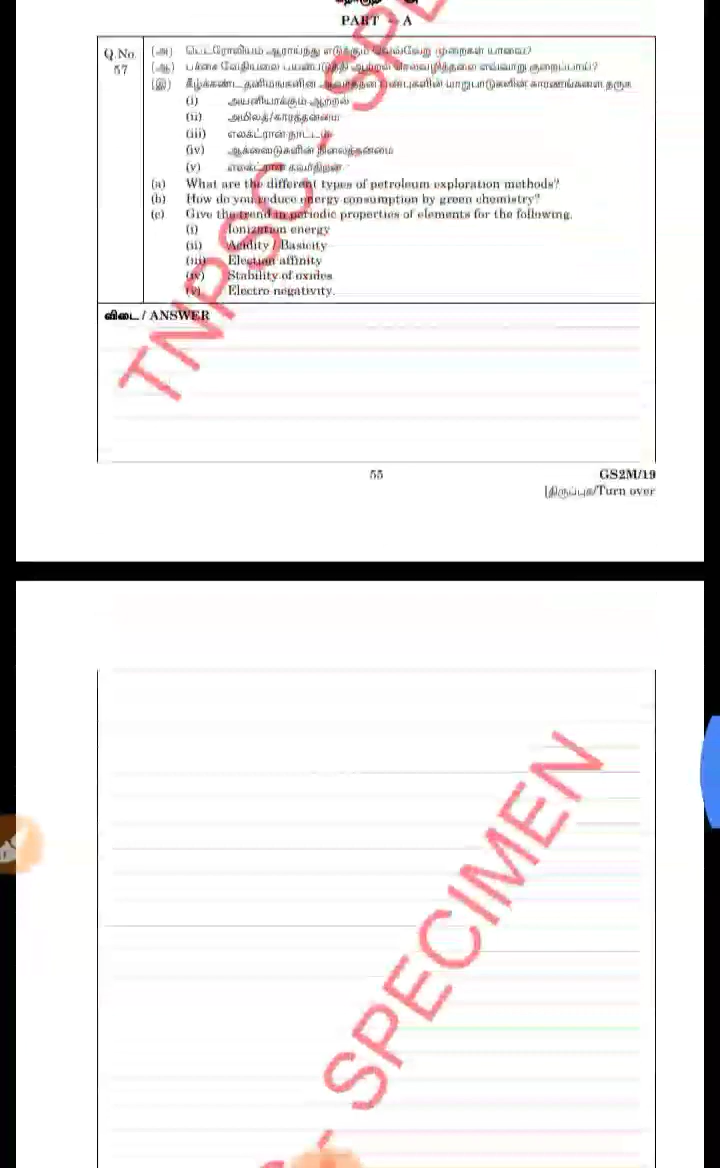 PART - A
Q.No. 57
(அ) பெட்ரோலியம் ஆராய்ந்து எடுக்கும் வெவ்வேறு முறைகள் யாவை?
(ஆ) பச்சை வேதியலை பயன்படுத்தி ஆற்றல் செலவழித்தலை எவ்வாறு குறைப்பாய்?
(இ) கீழ்க்கண்ட தனிமங்களின் ஆவர்த்தன பண்புகளின் மாறுபாடுகளின் காரணங்களை தருக
(i) அயனியாக்கும் ஆற்றல்
(ii) அமிலத்/காரத்தன்மை
(iii) எலக்ட்ரான் நாட்டம்
(iv) ஆக்ஸைடுகளின் நிலைத்தன்மை
(v) எலக்ட்ரான் கவர்திறன்
(a) What are the different types of petroleum exploration methods?
(b) How do you reduce energy consumption by green chemistry?
(c) Give the trend in periodic properties of elements for the following.
(i) Ionization energy
(ii) Acidity / Basicity
(iii) Election affinity
(iv) Stability of oxides
(v) Electro negativity.
விடை / ANSWER
TNPSC - SPE
55
GS2M/19
[திருப்புக/Turn over
- SPECIMEN